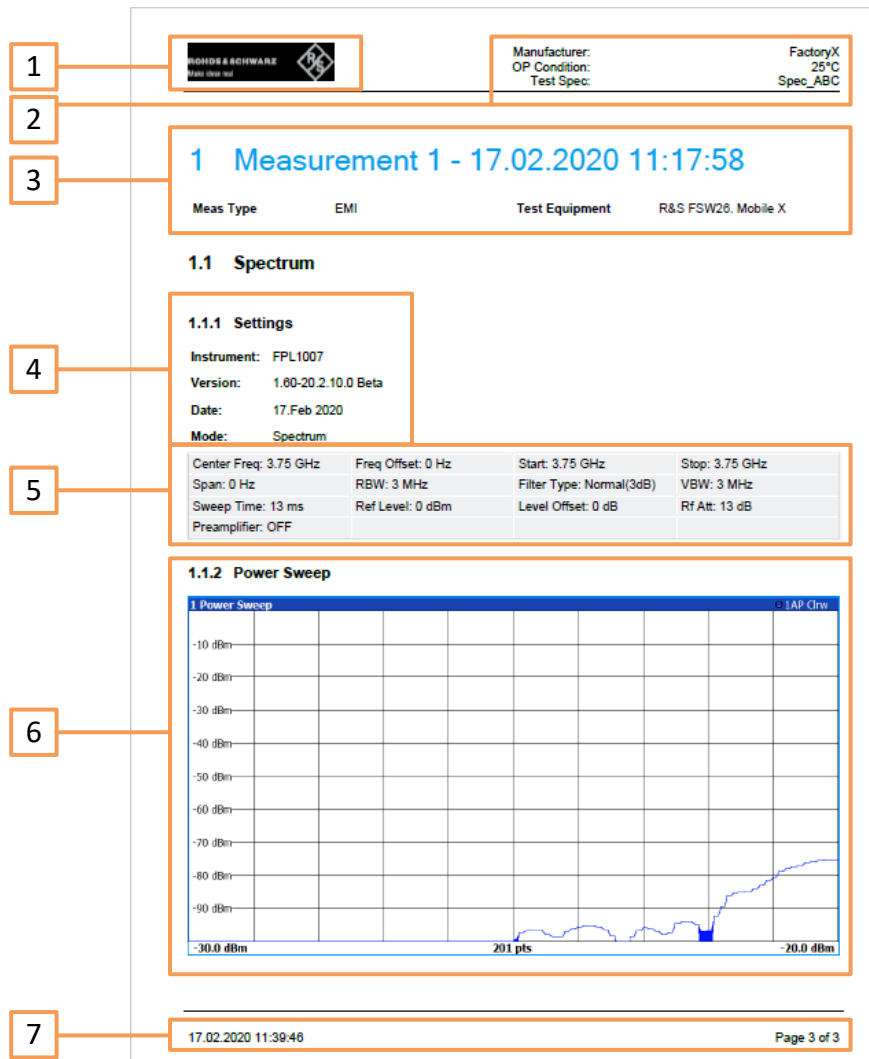 1
ROHDE & SCHWARZ
Make ideas real
R&S
Manufacturer: FactoryX
OP Condition: 25°C
Test Spec: Spec_ABC
2
3
1 Measurement 1 - 17.02.2020 11:17:58
Meas Type EMI Test Equipment R&S FSW26. Mobile X
1.1 Spectrum
4
1.1.1 Settings
Instrument: FPL1007
Version: 1.60-20.2.10.0 Beta
Date: 17.Feb 2020
Mode: Spectrum
5
Center Freq: 3.75 GHz Freq Offset: 0 Hz Start: 3.75 GHz Stop: 3.75 GHz
Span: 0 Hz RBW: 3 MHz Filter Type: Normal(3dB) VBW: 3 MHz
Sweep Time: 13 ms Ref Level: 0 dBm Level Offset: 0 dB Rf Att: 13 dB
Preamplifier: OFF
6
1.1.2 Power Sweep
1 Power Sweep 1AP Clrw
-10 dBm
-20 dBm
-30 dBm
-40 dBm
-50 dBm
-60 dBm
-70 dBm
-80 dBm
-90 dBm
-30.0 dBm 201 pts -20.0 dBm
7
17.02.2020 11:39:46 Page 3 of 3